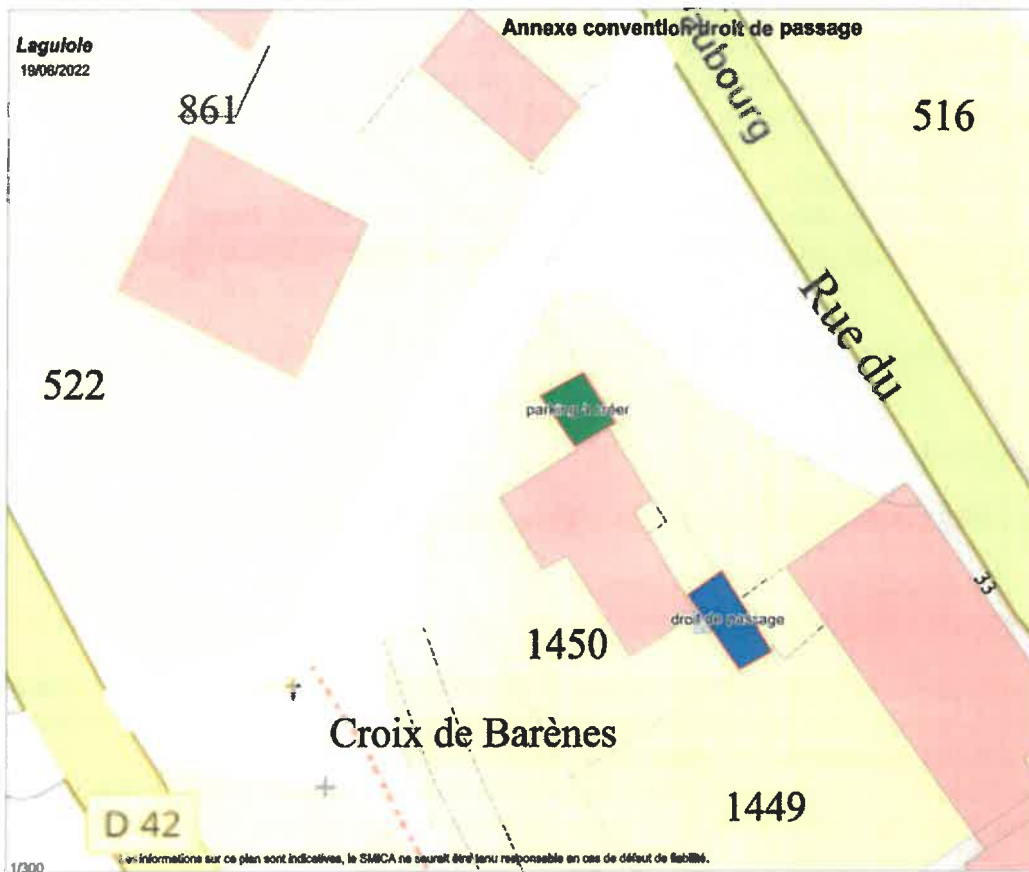 Annexe convention droit de passage
Laguiole
19/06/2022
861
516
Rue du
ubourg
522
parking à créer
33
droit de passage
1450
Croix de Barènes
1449
D 42
Les informations sur ce plan sont indicatives, le SMICA ne saurait être tenu responsable en cas de défaut de fiabilité.
1/300